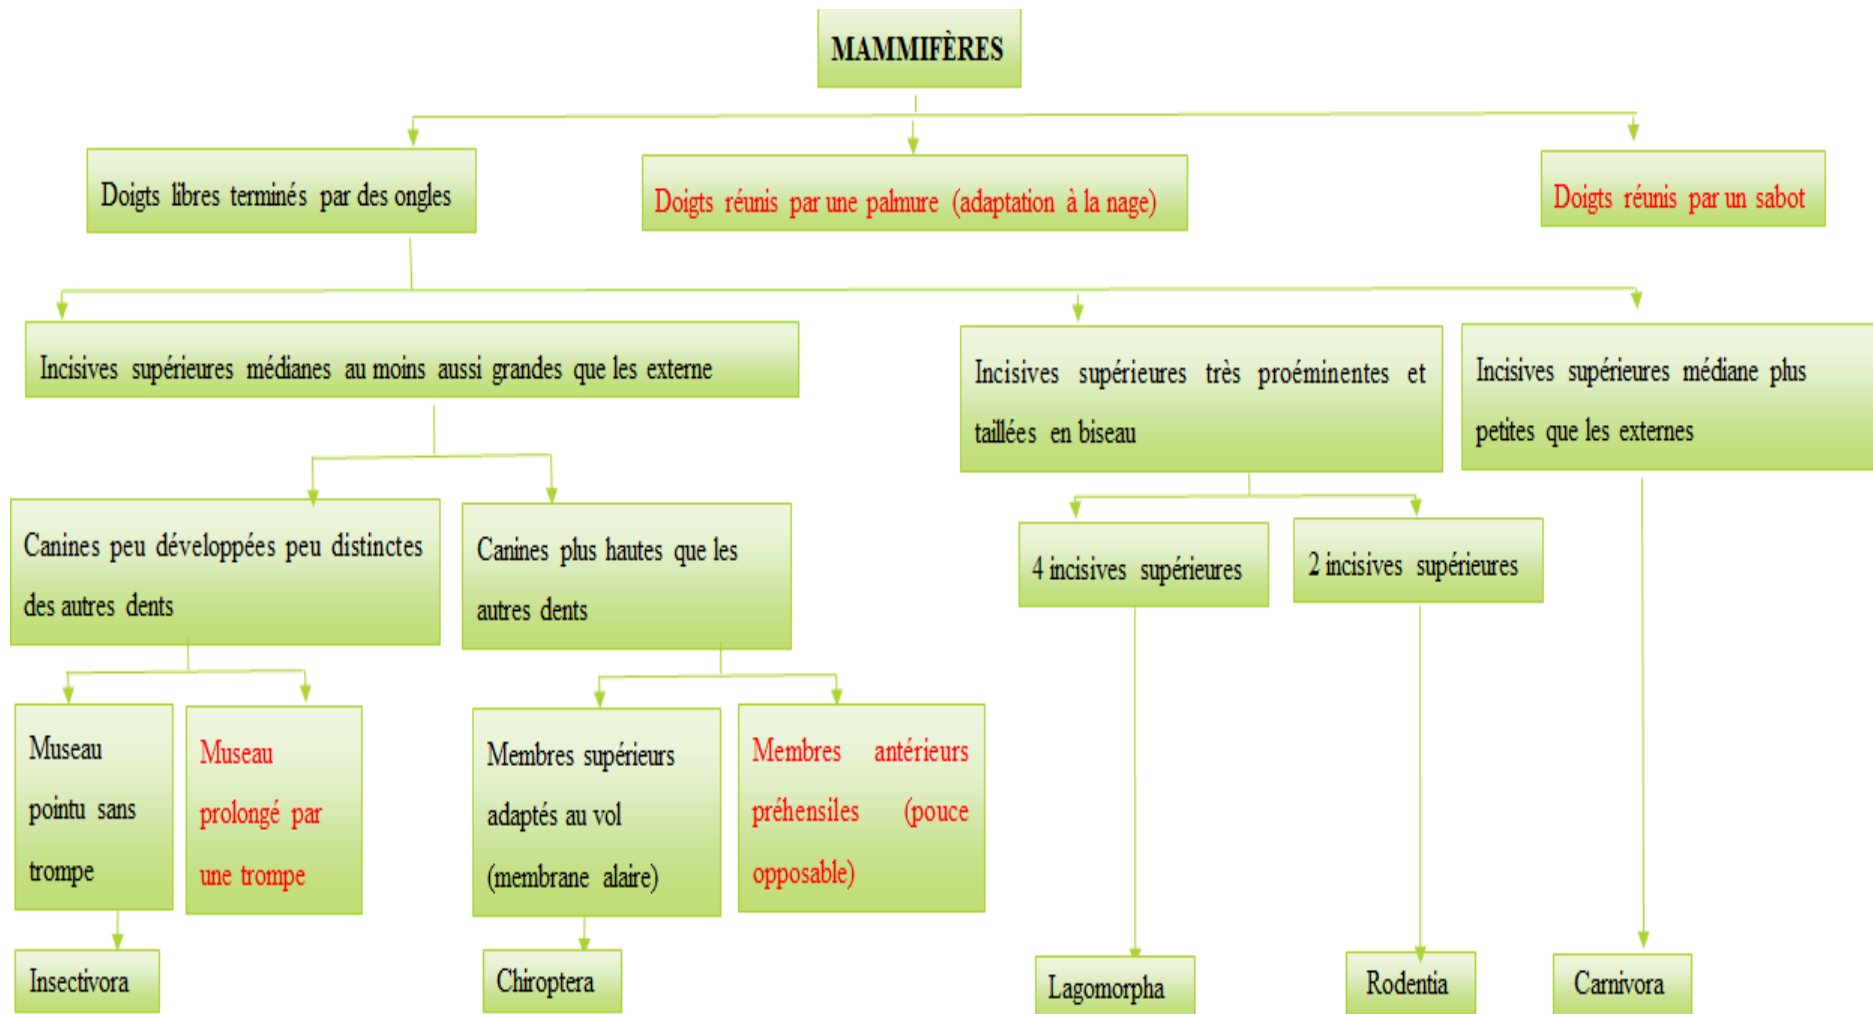 MAMMIFÈRES
Doigts libres terminés par des ongles
Doigts réunis par une palmure (adaptation à la nage)
Doigts réunis par un sabot
Incisives supérieures médianes au moins aussi grandes que les externe
Incisives supérieures très proéminentes et
taillées en biseau
Incisives supérieures médiane plus
petites que les externes
Canines peu développées peu distinctes
des autres dents
Canines plus hautes que les
autres dents
4 incisives supérieures
2 incisives supérieures
Museau
pointu sans
trompe
Museau
prolongé par
une trompe
Membres supérieurs
adaptés au vol
(membrane alaire)
Membres antérieurs
préhensiles (pouce
opposable)
Insectivora
Chiroptera
Lagomorpha
Rodentia
Carnivora